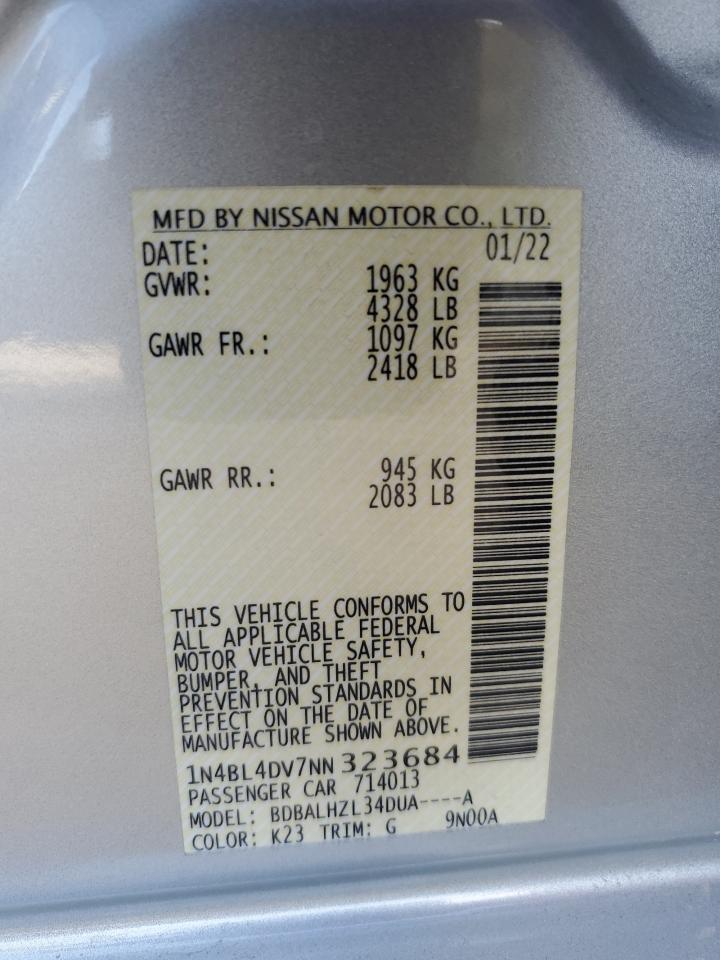 MFD BY NISSAN MOTOR CO., LTD.
DATE: 01/22
GVWR: 1963 KG
4328 LB
GAWR FR.: 1097 KG
2418 LB
GAWR RR.: 945 KG
2083 LB
THIS VEHICLE CONFORMS TO
ALL APPLICABLE FEDERAL
MOTOR VEHICLE SAFETY,
BUMPER, AND THEFT
PREVENTION STANDARDS IN
EFFECT ON THE DATE OF
MANUFACTURE SHOWN ABOVE.
1N4BL4DV7NN 323684
PASSENGER CAR 714013
MODEL: BDBALHZL34DUA----A
COLOR: K23 TRIM: G 9N00A